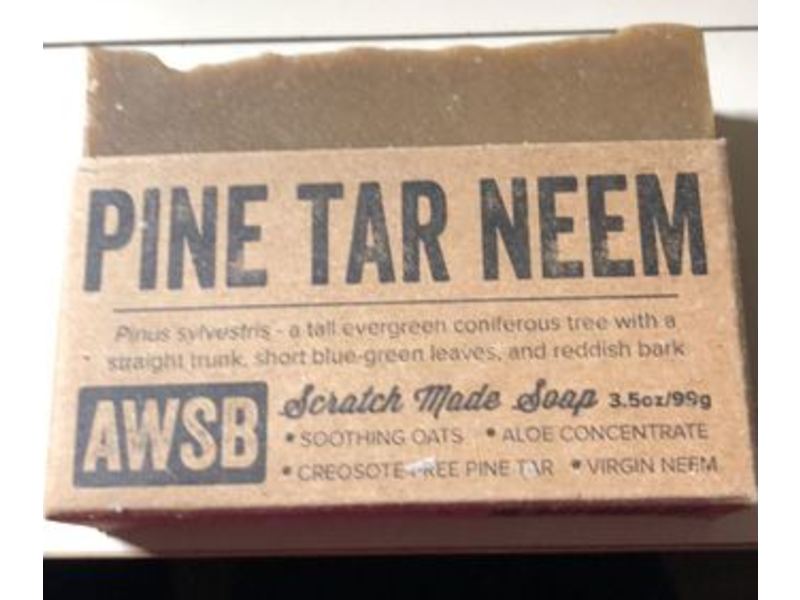 PINE TAR NEEM
Pinus sylvestris - a tall evergreen coniferous tree with a
straight trunk, short blue-green leaves, and reddish bark
AWSB
Scratch Made Soap 3.5oz/99g
• SOOTHING OATS • ALOE CONCENTRATE
• CREOSOTE-FREE PINE TAR • VIRGIN NEEM